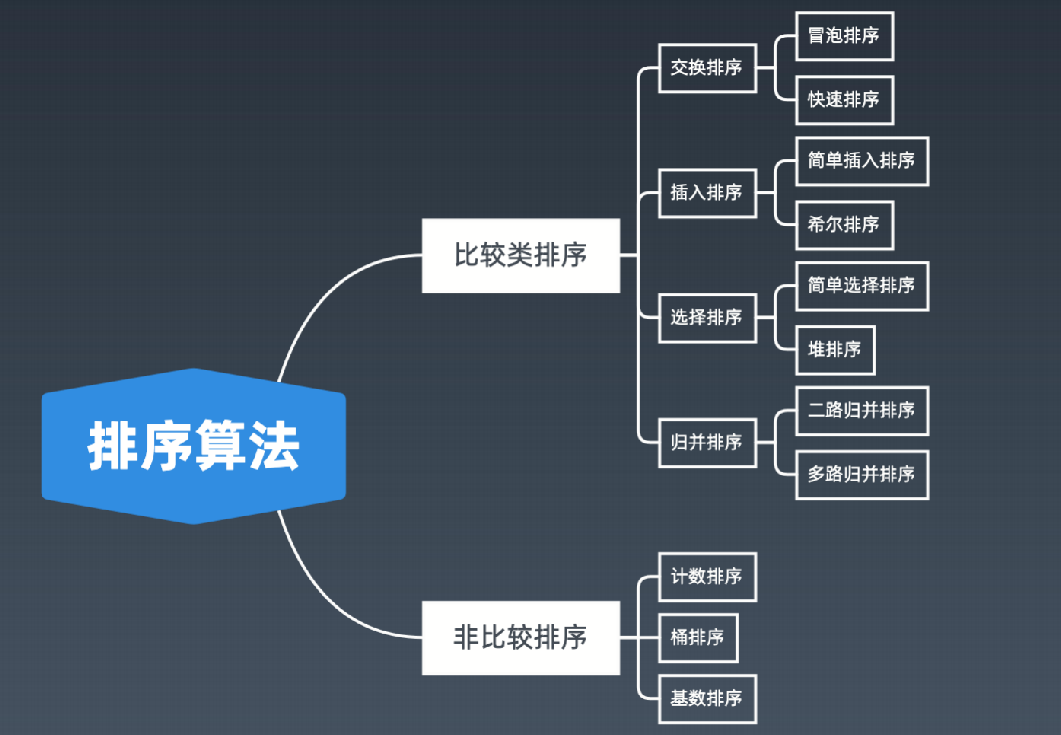 排序算法
比较类排序
交换排序
冒泡排序
快速排序
插入排序
简单插入排序
希尔排序
选择排序
简单选择排序
堆排序
归并排序
二路归并排序
多路归并排序
非比较排序
计数排序
桶排序
基数排序